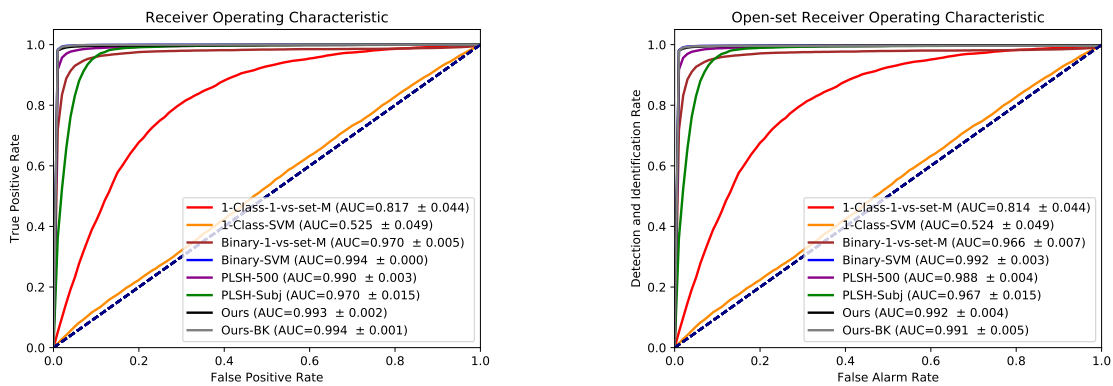 Receiver Operating Characteristic
True Positive Rate
1.0
0.8
0.6
0.4
0.2
0.0
1-Class-1-vs-set-M (AUC=0.817 ± 0.044)
1-Class-SVM (AUC=0.525 ± 0.049)
Binary-1-vs-set-M (AUC=0.970 ± 0.005)
Binary-SVM (AUC=0.994 ± 0.000)
PLSH-500 (AUC=0.990 ± 0.003)
PLSH-Subj (AUC=0.970 ± 0.015)
Ours (AUC=0.993 ± 0.002)
Ours-BK (AUC=0.994 ± 0.001)
0.0 0.2 0.4 0.6 0.8 1.0
False Positive Rate
Open-set Receiver Operating Characteristic
Detection and Identification Rate
1.0
0.8
0.6
0.4
0.2
0.0
1-Class-1-vs-set-M (AUC=0.814 ± 0.044)
1-Class-SVM (AUC=0.524 ± 0.049)
Binary-1-vs-set-M (AUC=0.966 ± 0.007)
Binary-SVM (AUC=0.992 ± 0.003)
PLSH-500 (AUC=0.988 ± 0.004)
PLSH-Subj (AUC=0.967 ± 0.015)
Ours (AUC=0.992 ± 0.004)
Ours-BK (AUC=0.991 ± 0.005)
0.0 0.2 0.4 0.6 0.8 1.0
False Alarm Rate